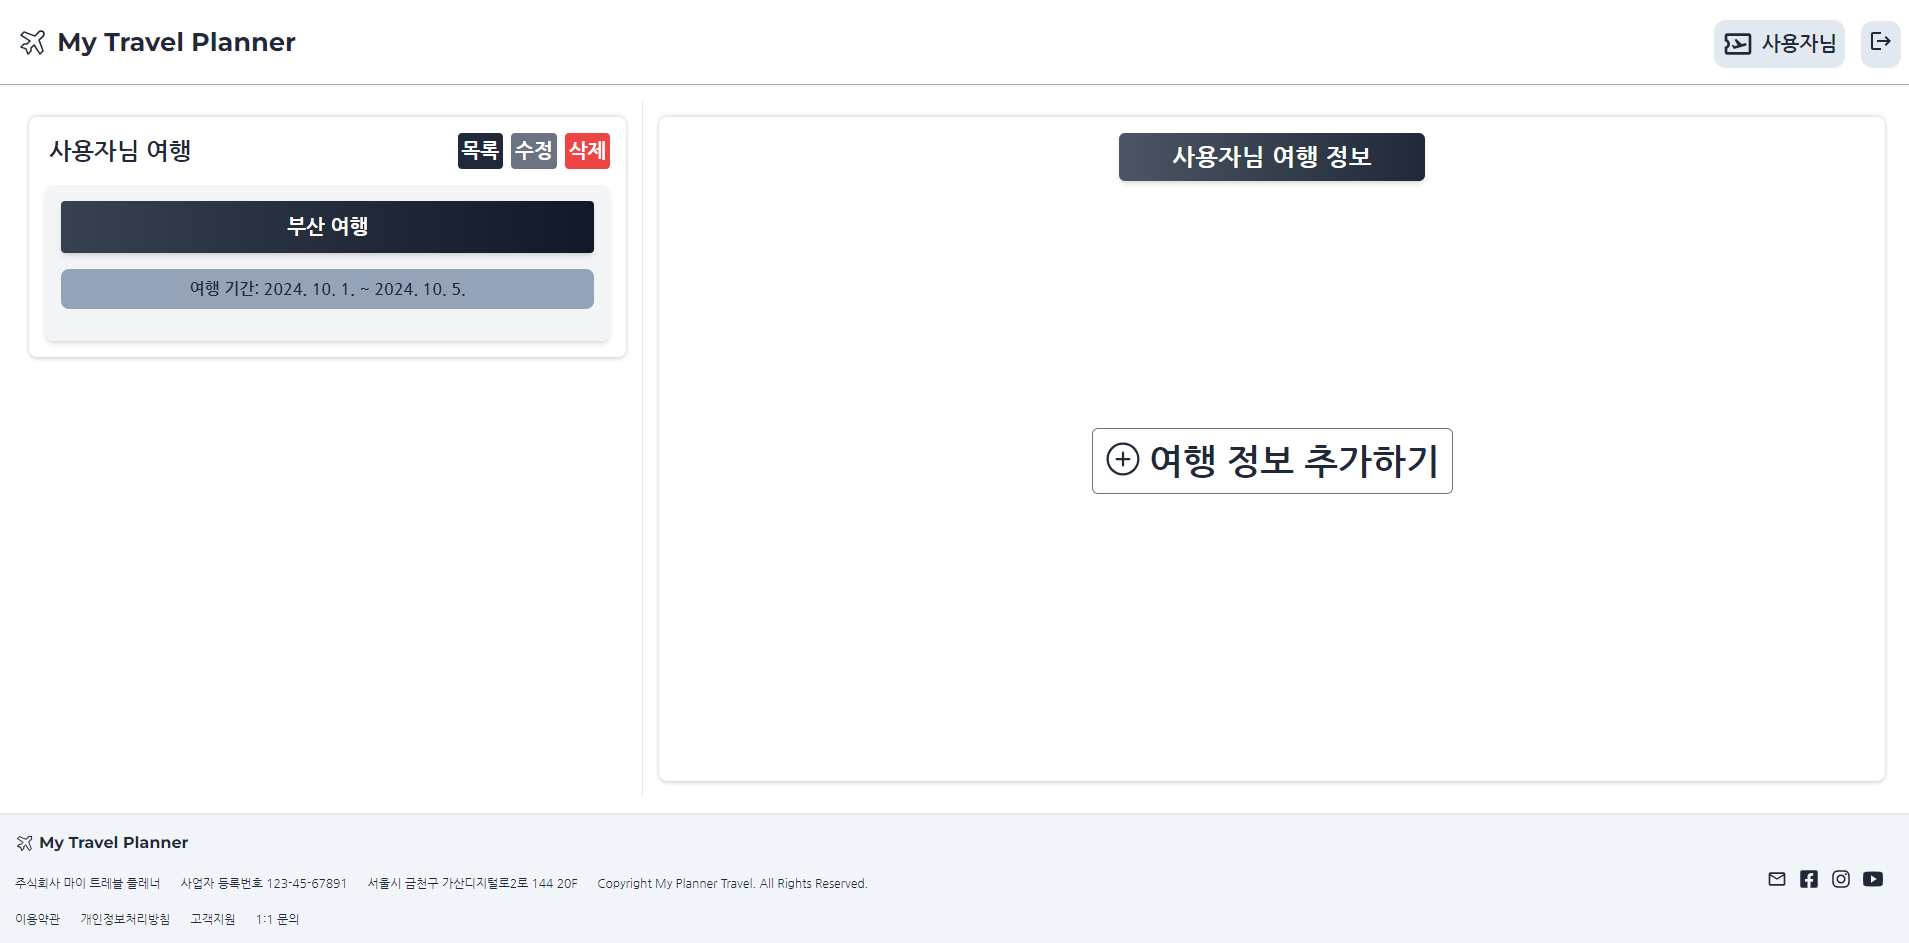 My Travel Planner
사용자님
사용자님 여행
목록 수정 삭제
부산 여행
여행 기간: 2024. 10. 1. ~ 2024. 10. 5.
사용자님 여행 정보
여행 정보 추가하기
My Travel Planner
주식회사 마이 트레블 플레너 사업자 등록번호 123-45-67891 서울시 금천구 가산디지털로2로 144 20F Copyright My Planner Travel. All Rights Reserved.
이용약관 개인정보처리방침 고객지원 1:1 문의